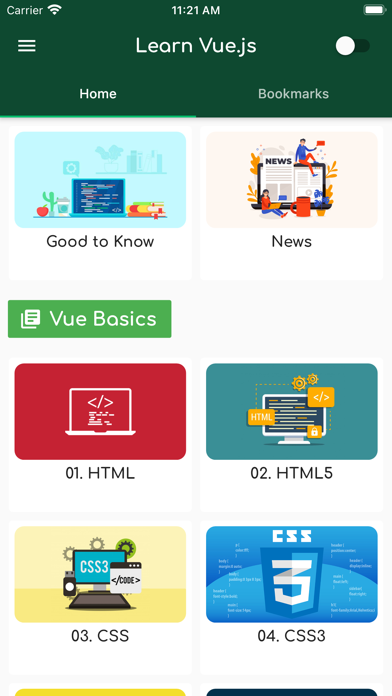 Carrier 11:21 AM
Learn Vue.js
Home Bookmarks
NEWS
Good to Know News
Vue Basics
</>
</>
HTML
01. HTML 02. HTML5
CSS
CSS3
</CODE>
3
03. CSS 04. CSS3